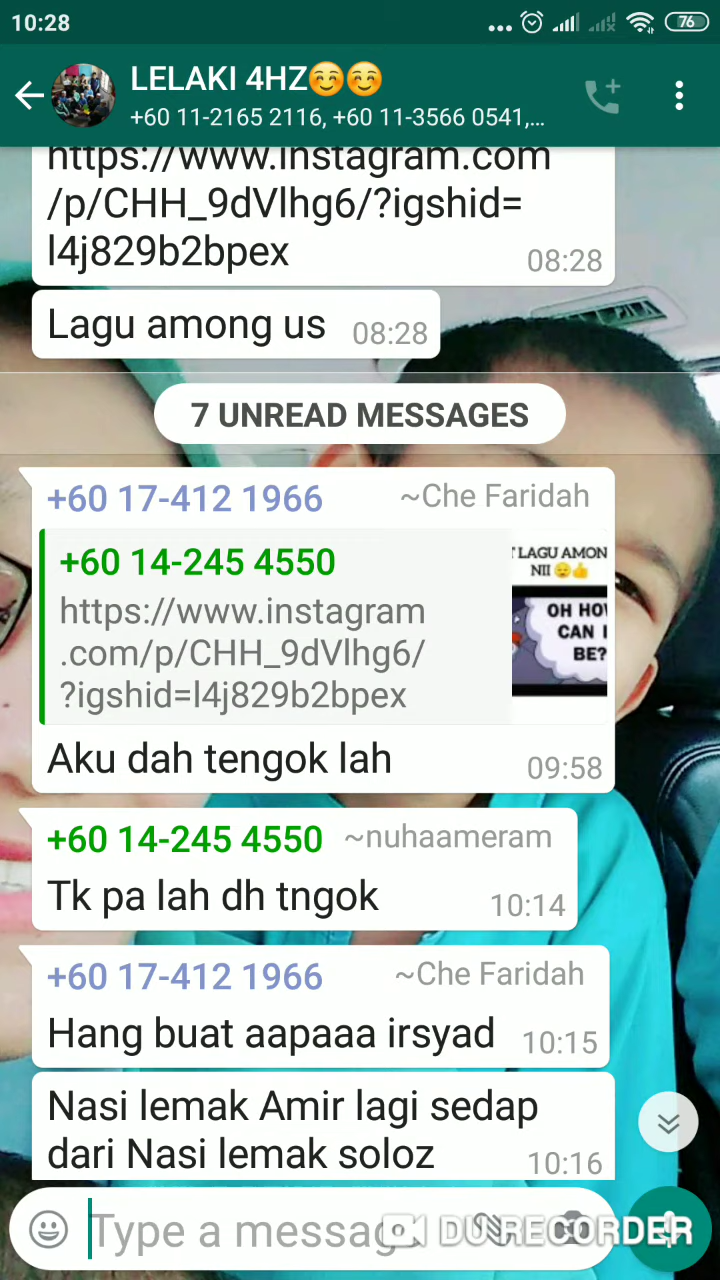 10:28
76
LELAKI 4HZ☺️☺️
+60 11-2165 2116, +60 11-3566 0541,...
https://www.instagram.com
/p/CHH_9dVlhg6/?igshid=
l4j829b2bpex
08:28
Lagu among us 08:28
7 UNREAD MESSAGES
+60 17-412 1966 ~Che Faridah
+60 14-245 4550
https://www.instagram
.com/p/CHH_9dVlhg6/
?igshid=l4j829b2bpex
LAGU AMON
NII 😪👍
OH HOW
CAN I
BE?
Aku dah tengok lah 09:58
+60 14-245 4550 ~nuhaameram
Tk pa lah dh tngok 10:14
+60 17-412 1966 ~Che Faridah
Hang buat aapaaa irsyad 10:15
Nasi lemak Amir lagi sedap
dari Nasi lemak soloz 10:16
Type a message
DU RECORDER